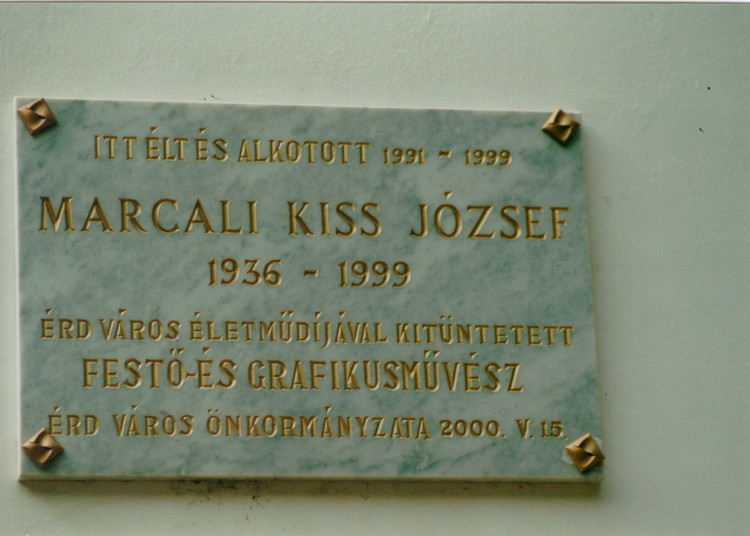 ITT ÉLT ÉS ALKOTOTT 1991 - 1999
MARCALI KISS JÓZSEF
1936 - 1999
ÉRD VÁROS ÉLETMŰDÍJÁVAL KITÜNTETETT
FESTŐ-ÉS GRAFIKUSMŰVÉSZ
ÉRD VÁROS ÖNKORMÁNYZATA 2000. V. 15.